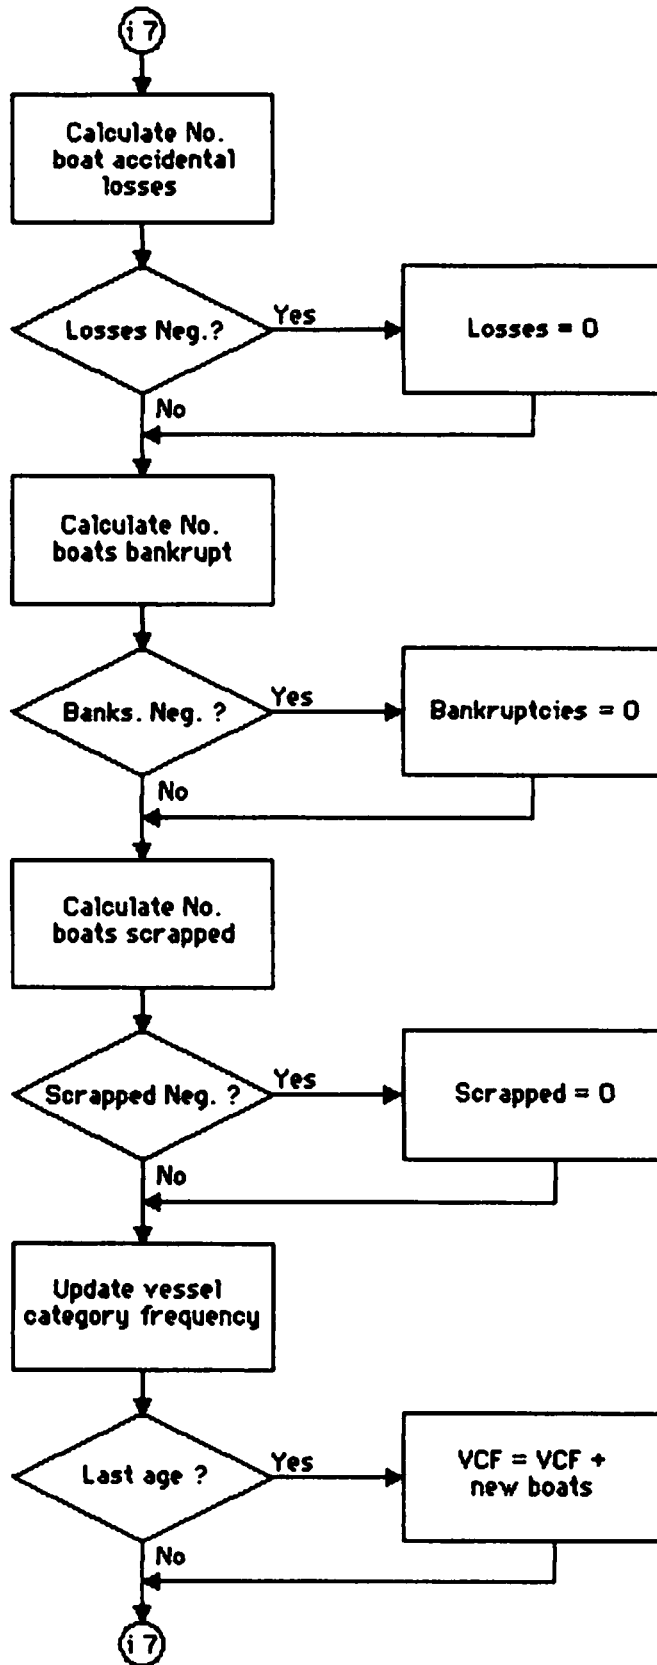 i 7
Calculate No.
boat accidental
losses
Losses Neg.?
Yes
Losses = 0
No
Calculate No.
boats bankrupt
Banks. Neg. ?
Yes
Bankruptcies = 0
No
Calculate No.
boats scrapped
Scrapped Neg. ?
Yes
Scrapped = 0
No
Update vessel
category frequency
Last age ?
Yes
VCF = VCF +
new boats
No
i 7